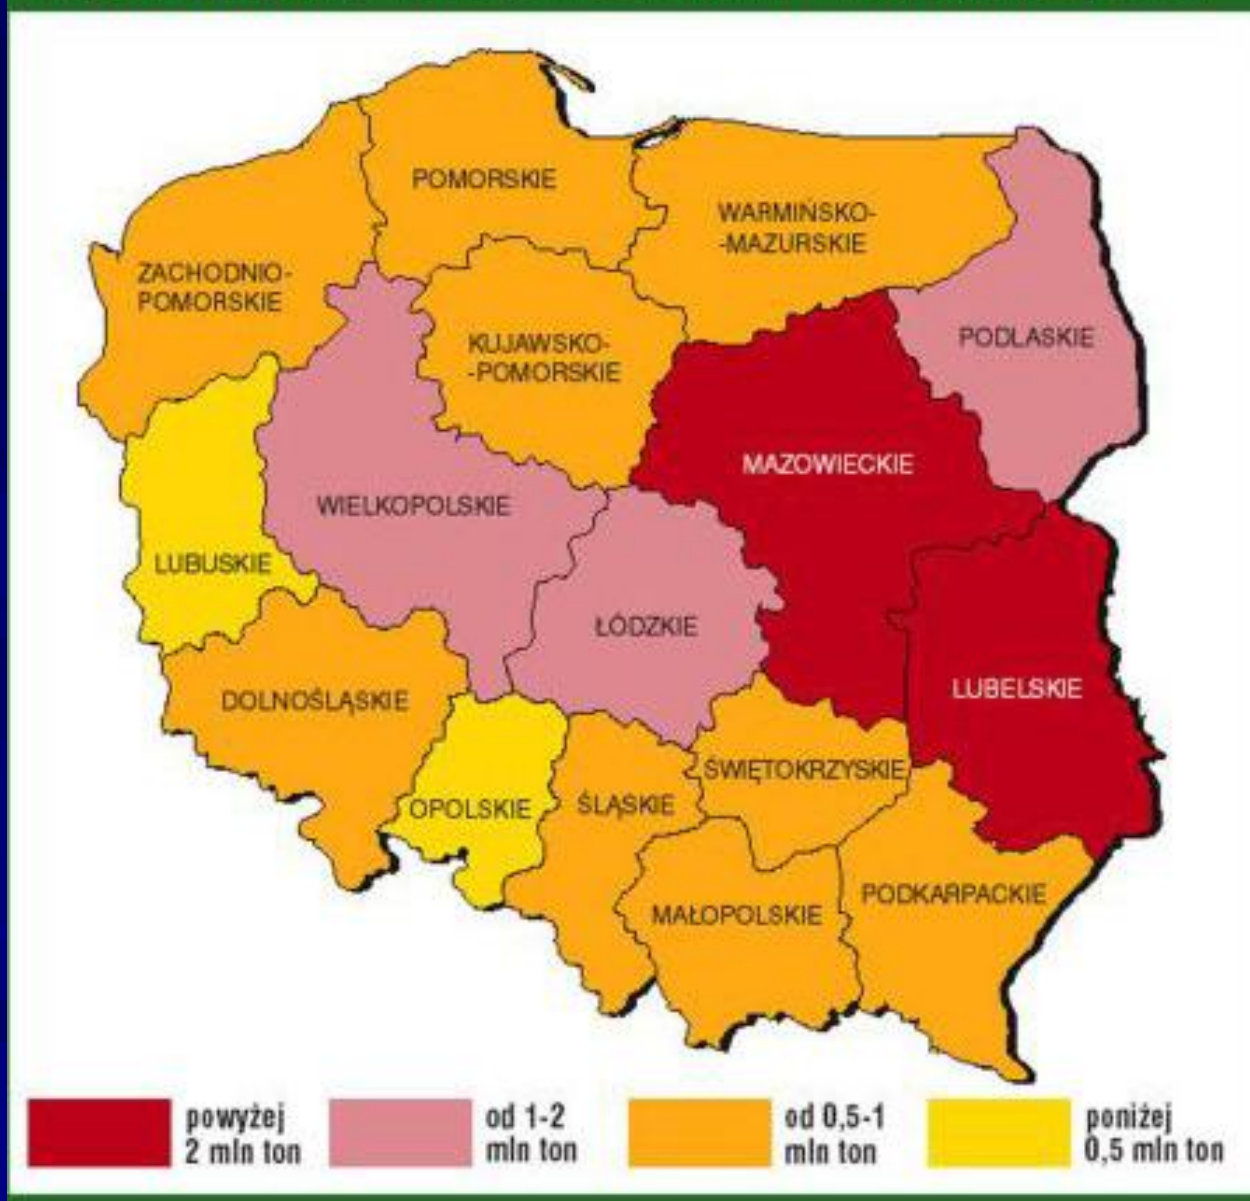 POMORSKIE
WARMIŃSKO-
-MAZURSKIE
ZACHODNIO-
POMORSKIE
KUJAWSKO-
-POMORSKIE
PODLASKIE
MAZOWIECKIE
WIELKOPOLSKIE
LUBUSKIE
ŁÓDZKIE
LUBELSKIE
DOLNOŚLĄSKIE
ŚWIĘTOKRZYSKIE
OPOLSKIE
ŚLĄSKIE
PODKARPACKIE
MAŁOPOLSKIE
powyżej
2 mln ton
od 1-2
mln ton
od 0,5-1
mln ton
poniżej
0,5 mln ton